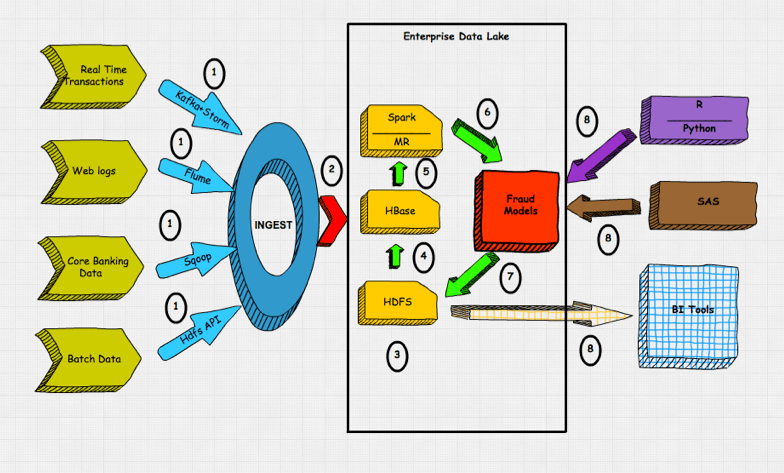 Enterprise Data Lake
Real Time
Transactions
1
Kafka+Storm
Web logs
1
Flume
Core Banking
Data
1
Sqoop
Batch Data
1
Hdfs API
INGEST
2
Spark
MR
5
HBase
4
HDFS
3
6
Fraud
Models
7
8
R
Python
8
SAS
8
BI Tools